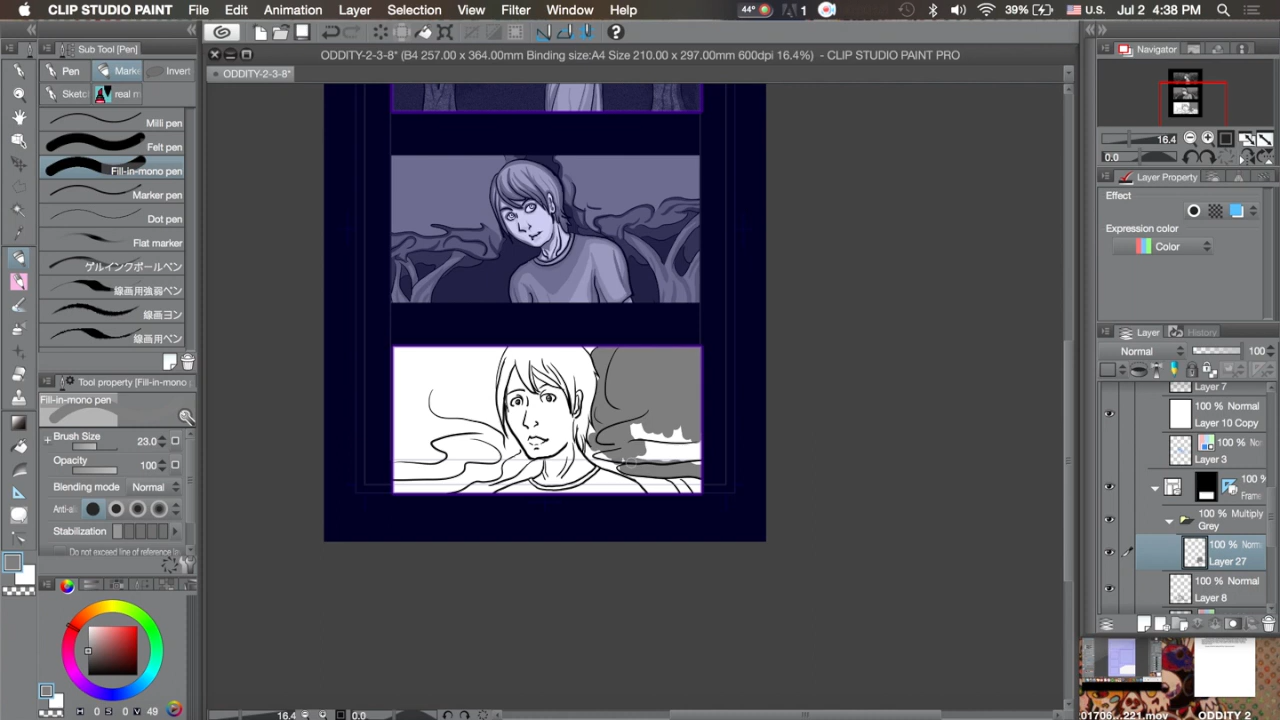 CLIP STUDIO PAINT File Edit Animation Layer Selection View Filter Window Help 44° 1 39% U.S. Jul 2 4:38 PM
Sub Tool [Pen]
ODDITY-2-3-8* (B4 257.00 x 364.00mm Binding size:A4 Size 210.00 x 297.00mm 600dpi 16.4%) - CLIP STUDIO PAINT PRO
Navigator
Pen Marke Invert
ODDITY-2-3-8*
Sketc real m
Milli pen
Felt pen
Fill-in-mono pen
Marker pen
Dot pen
Flat marker
ゲルインクボールペン
線画用強弱ペン
線画ヨン
線画用ペン
16.4
0.0
Layer Property
Effect
Expression color
Color
Layer History
Normal 100
Layer 7
100 % Normal
Layer 10 Copy
100 % No
Layer 3
100 %
Frame
100 % Multiply
Grey
100 % Norm
Layer 27
100 % Normal
Layer 8
Tool property [Fill-in-mono
Fill-in-mono pen
Brush Size 23.0
Opacity 100
Blending mode Normal
Anti-al
Stabilization
Do not exceed line of reference
H 0 S 0 V 49
16.4 0.0
201706...221.mov ODDITY 2